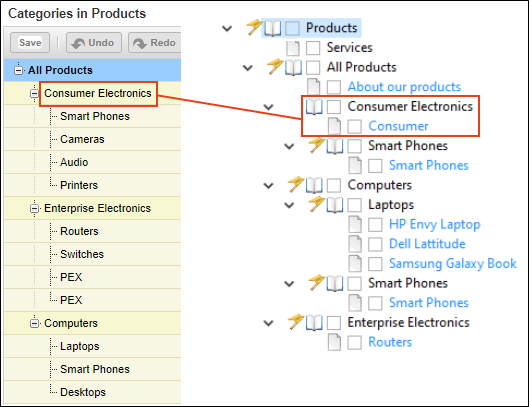 Categories in Products
Save
Undo
Redo
All Products
Consumer Electronics
Smart Phones
Cameras
Audio
Printers
Enterprise Electronics
Routers
Switches
PEX
PEX
Computers
Laptops
Smart Phones
Desktops
Products
Services
All Products
About our products
Consumer Electronics
Consumer
Smart Phones
Smart Phones
Computers
Laptops
HP Envy Laptop
Dell Lattitude
Samsung Galaxy Book
Smart Phones
Smart Phones
Enterprise Electronics
Routers